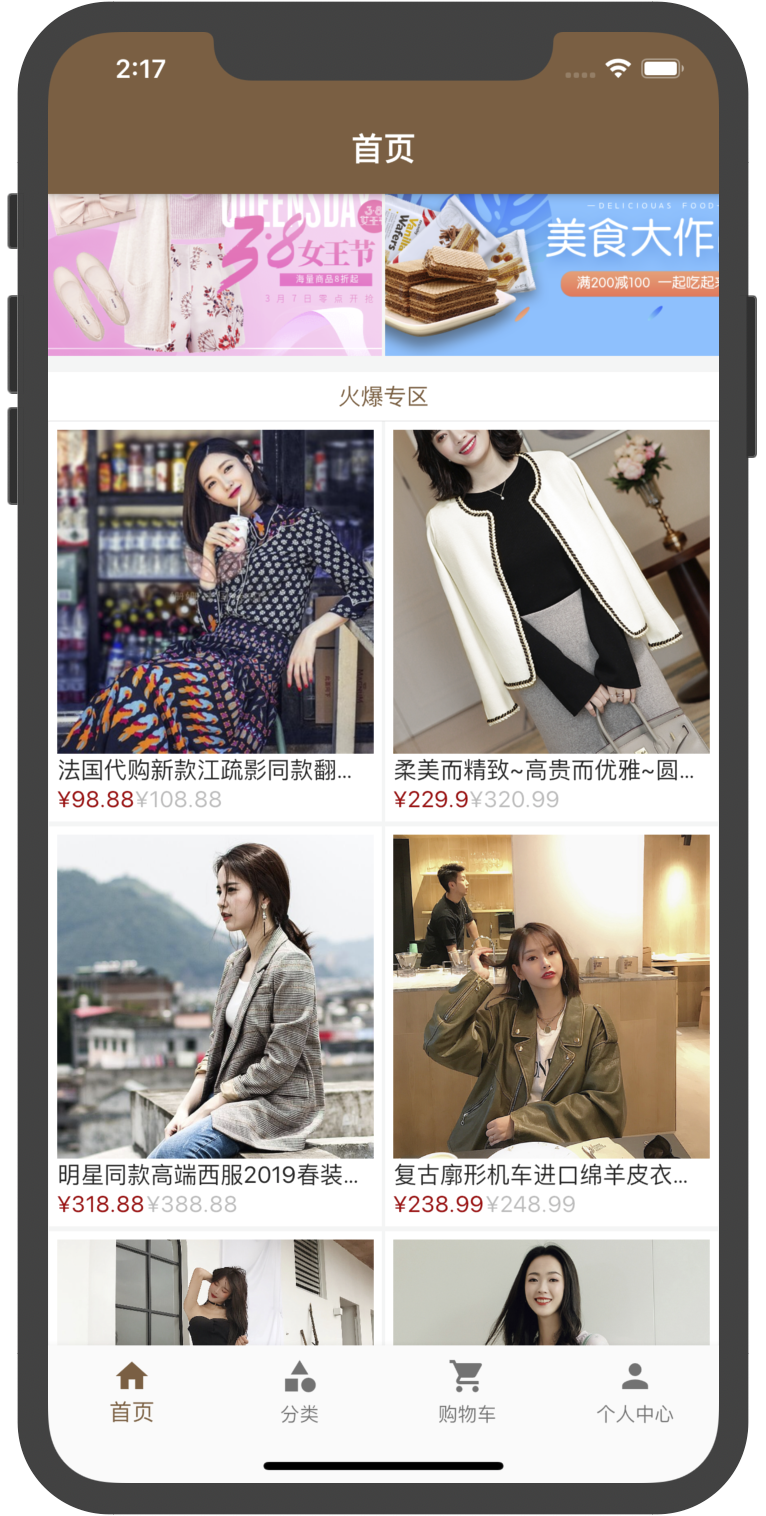 2:17
首页
QUEENSDA
3·8
3·8女王节
海量商品8折起
3月7日零点开抢
—DELICIOUAS FOOD
美食大作
满200减100 一起吃起来
Vanilla
Wafers
火爆专区
法国代购新款江疏影同款翻...
¥98.88¥108.88
柔美而精致~高贵而优雅~圆...
¥229.9¥320.99
明星同款高端西服2019春装...
¥318.88¥388.88
复古廓形机车进口绵羊皮衣...
¥238.99¥248.99
首页
分类
购物车
个人中心